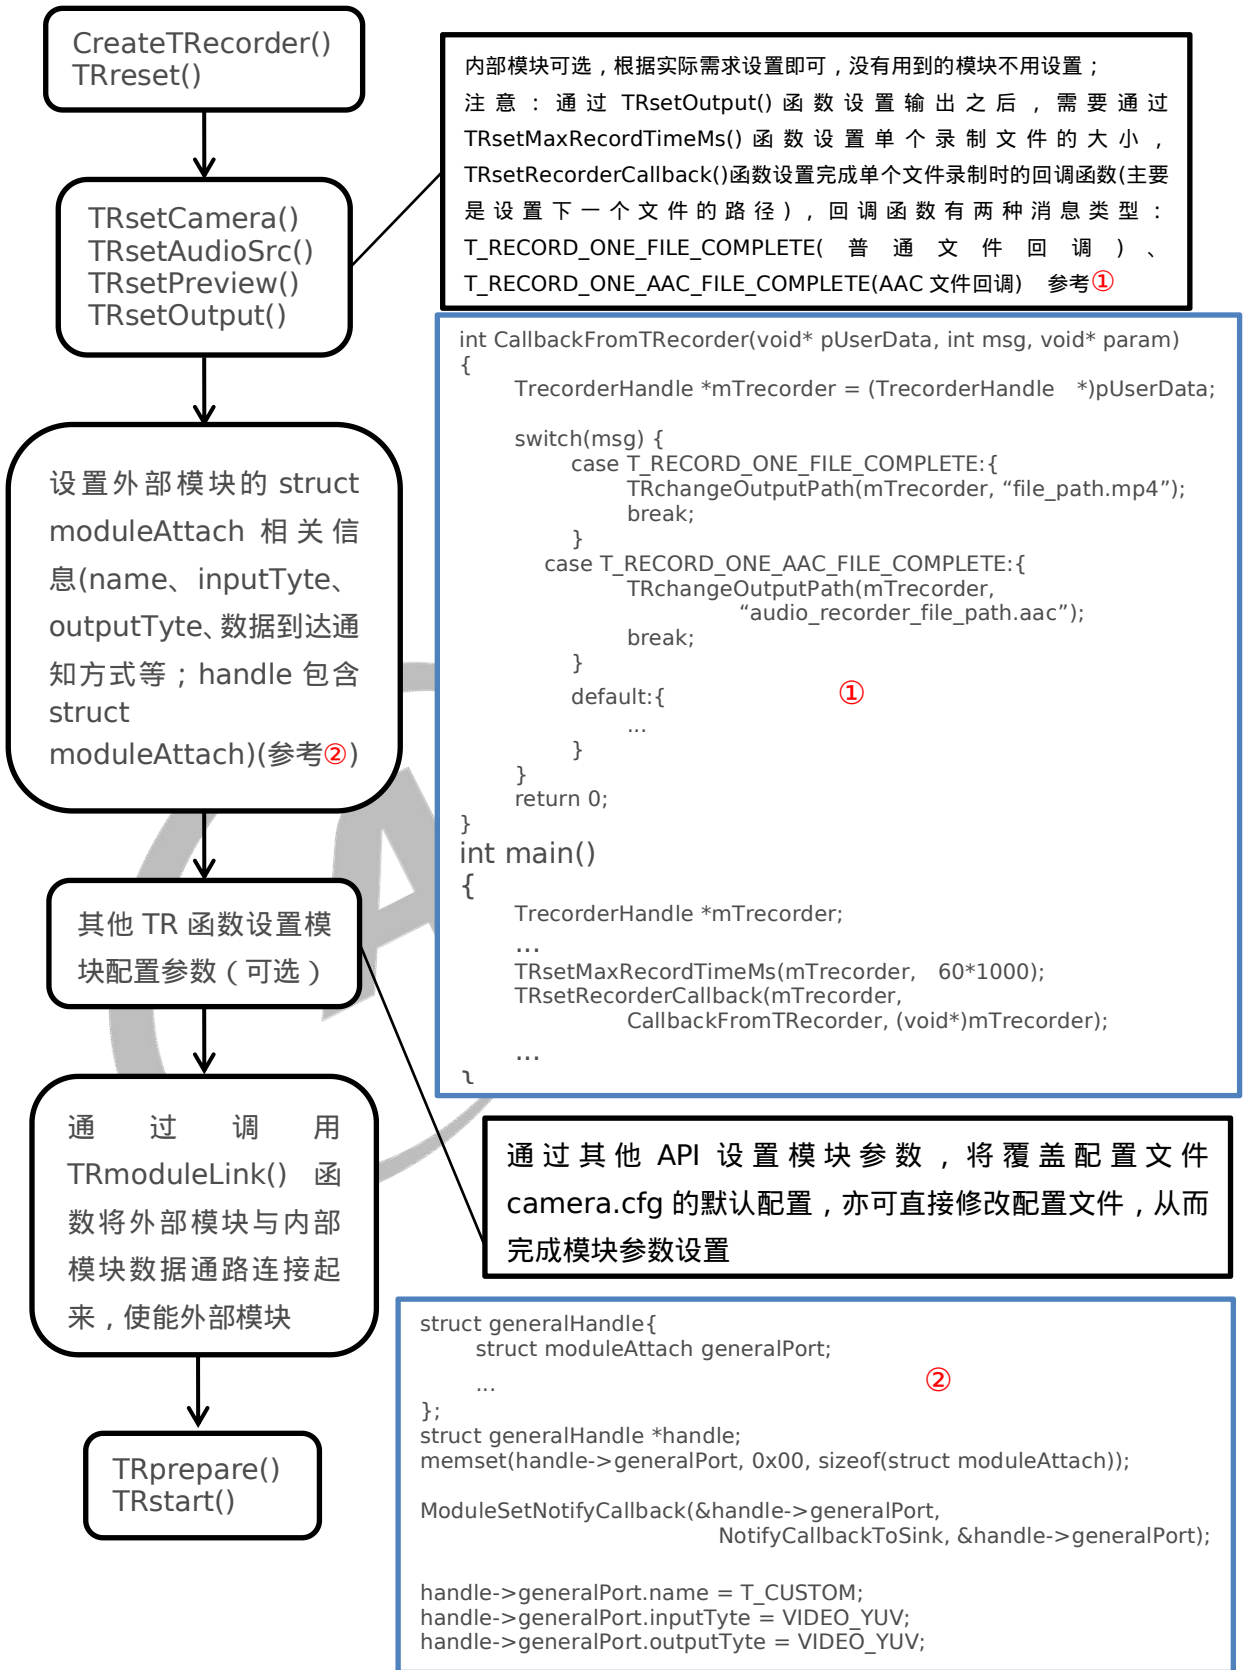 CreateTRecorder()
TRreset()
内部模块可选，根据实际需求设置即可，没有用到的模块不用设置；
注意：通过 TRsetOutput()函数设置输出之后，需要通过
TRsetMaxRecordTimeMs()函数设置单个录制文件的大小，
TRsetRecorderCallback()函数设置完成单个文件录制时的回调函数(主要
是设置下一个文件的路径)，回调函数有两种消息类型：
T_RECORD_ONE_FILE_COMPLETE(普通文件回调)、
T_RECORD_ONE_AAC_FILE_COMPLETE(AAC 文件回调) 参考①
TRsetCamera()
TRsetAudioSrc()
TRsetPreview()
TRsetOutput()
int CallbackFromTRecorder(void* pUserData, int msg, void* param)
{
TrecorderHandle *mTrecorder = (TrecorderHandle *)pUserData;
switch(msg) {
case T_RECORD_ONE_FILE_COMPLETE:{
TRchangeOutputPath(mTrecorder, “file_path.mp4”);
break;
}
case T_RECORD_ONE_AAC_FILE_COMPLETE:{
TRchangeOutputPath(mTrecorder,
“audio_recorder_file_path.aac”);
break;
}
default:{
①
...
}
}
return 0;
}
int main()
{
TrecorderHandle *mTrecorder;
...
TRsetMaxRecordTimeMs(mTrecorder, 60*1000);
TRsetRecorderCallback(mTrecorder,
CallbackFromTRecorder, (void*)mTrecorder);
...
}
设置外部模块的 struct
moduleAttach 相关信
息(name、inputTyte、
outputTyte、数据到达通
知方式等；handle 包含
struct
moduleAttach)(参考②)
其他 TR 函数设置模
块配置参数（可选）
通过调用
TRmoduleLink() 函
数将外部模块与内部
模块数据通路连接起
来，使能外部模块
通过其他 API 设置模块参数，将覆盖配置文件
camera.cfg 的默认配置，亦可直接修改配置文件，从而
完成模块参数设置
struct generalHandle{
struct moduleAttach generalPort;
...
②
};
struct generalHandle *handle;
memset(handle->generalPort, 0x00, sizeof(struct moduleAttach));
ModuleSetNotifyCallback(&handle->generalPort,
NotifyCallbackToSink, &handle->generalPort);
handle->generalPort.name = T_CUSTOM;
handle->generalPort.inputTyte = VIDEO_YUV;
handle->generalPort.outputTyte = VIDEO_YUV;
TRprepare()
TRstart()